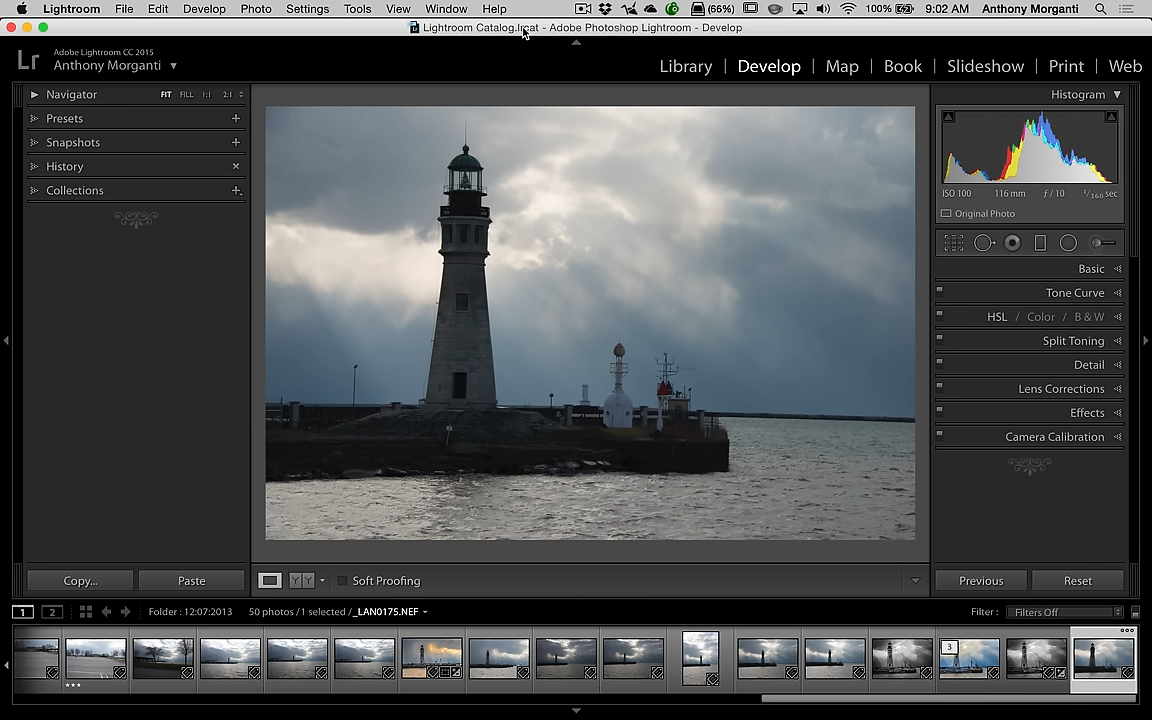 Lightroom File Edit Develop Photo Settings Tools View Window Help (66%) 100% 9:02 AM Anthony Morganti
Lightroom Catalog.lrcat - Adobe Photoshop Lightroom - Develop
Lr Adobe Lightroom CC 2015
Anthony Morganti
Library | Develop | Map | Book | Slideshow | Print | Web
Navigator FIT FILL 1:1 2:1
Presets
Snapshots
History
Collections
Histogram
ISO 100 116 mm ƒ / 10 1/160 sec
Original Photo
Basic
Tone Curve
HSL / Color / B & W
Split Toning
Detail
Lens Corrections
Effects
Camera Calibration
Copy... Paste
Y Y Soft Proofing
Previous Reset
1 2 Folder : 12:07:2013 50 photos / 1 selected / _LAN0175.NEF
Filter : Filters Off
3